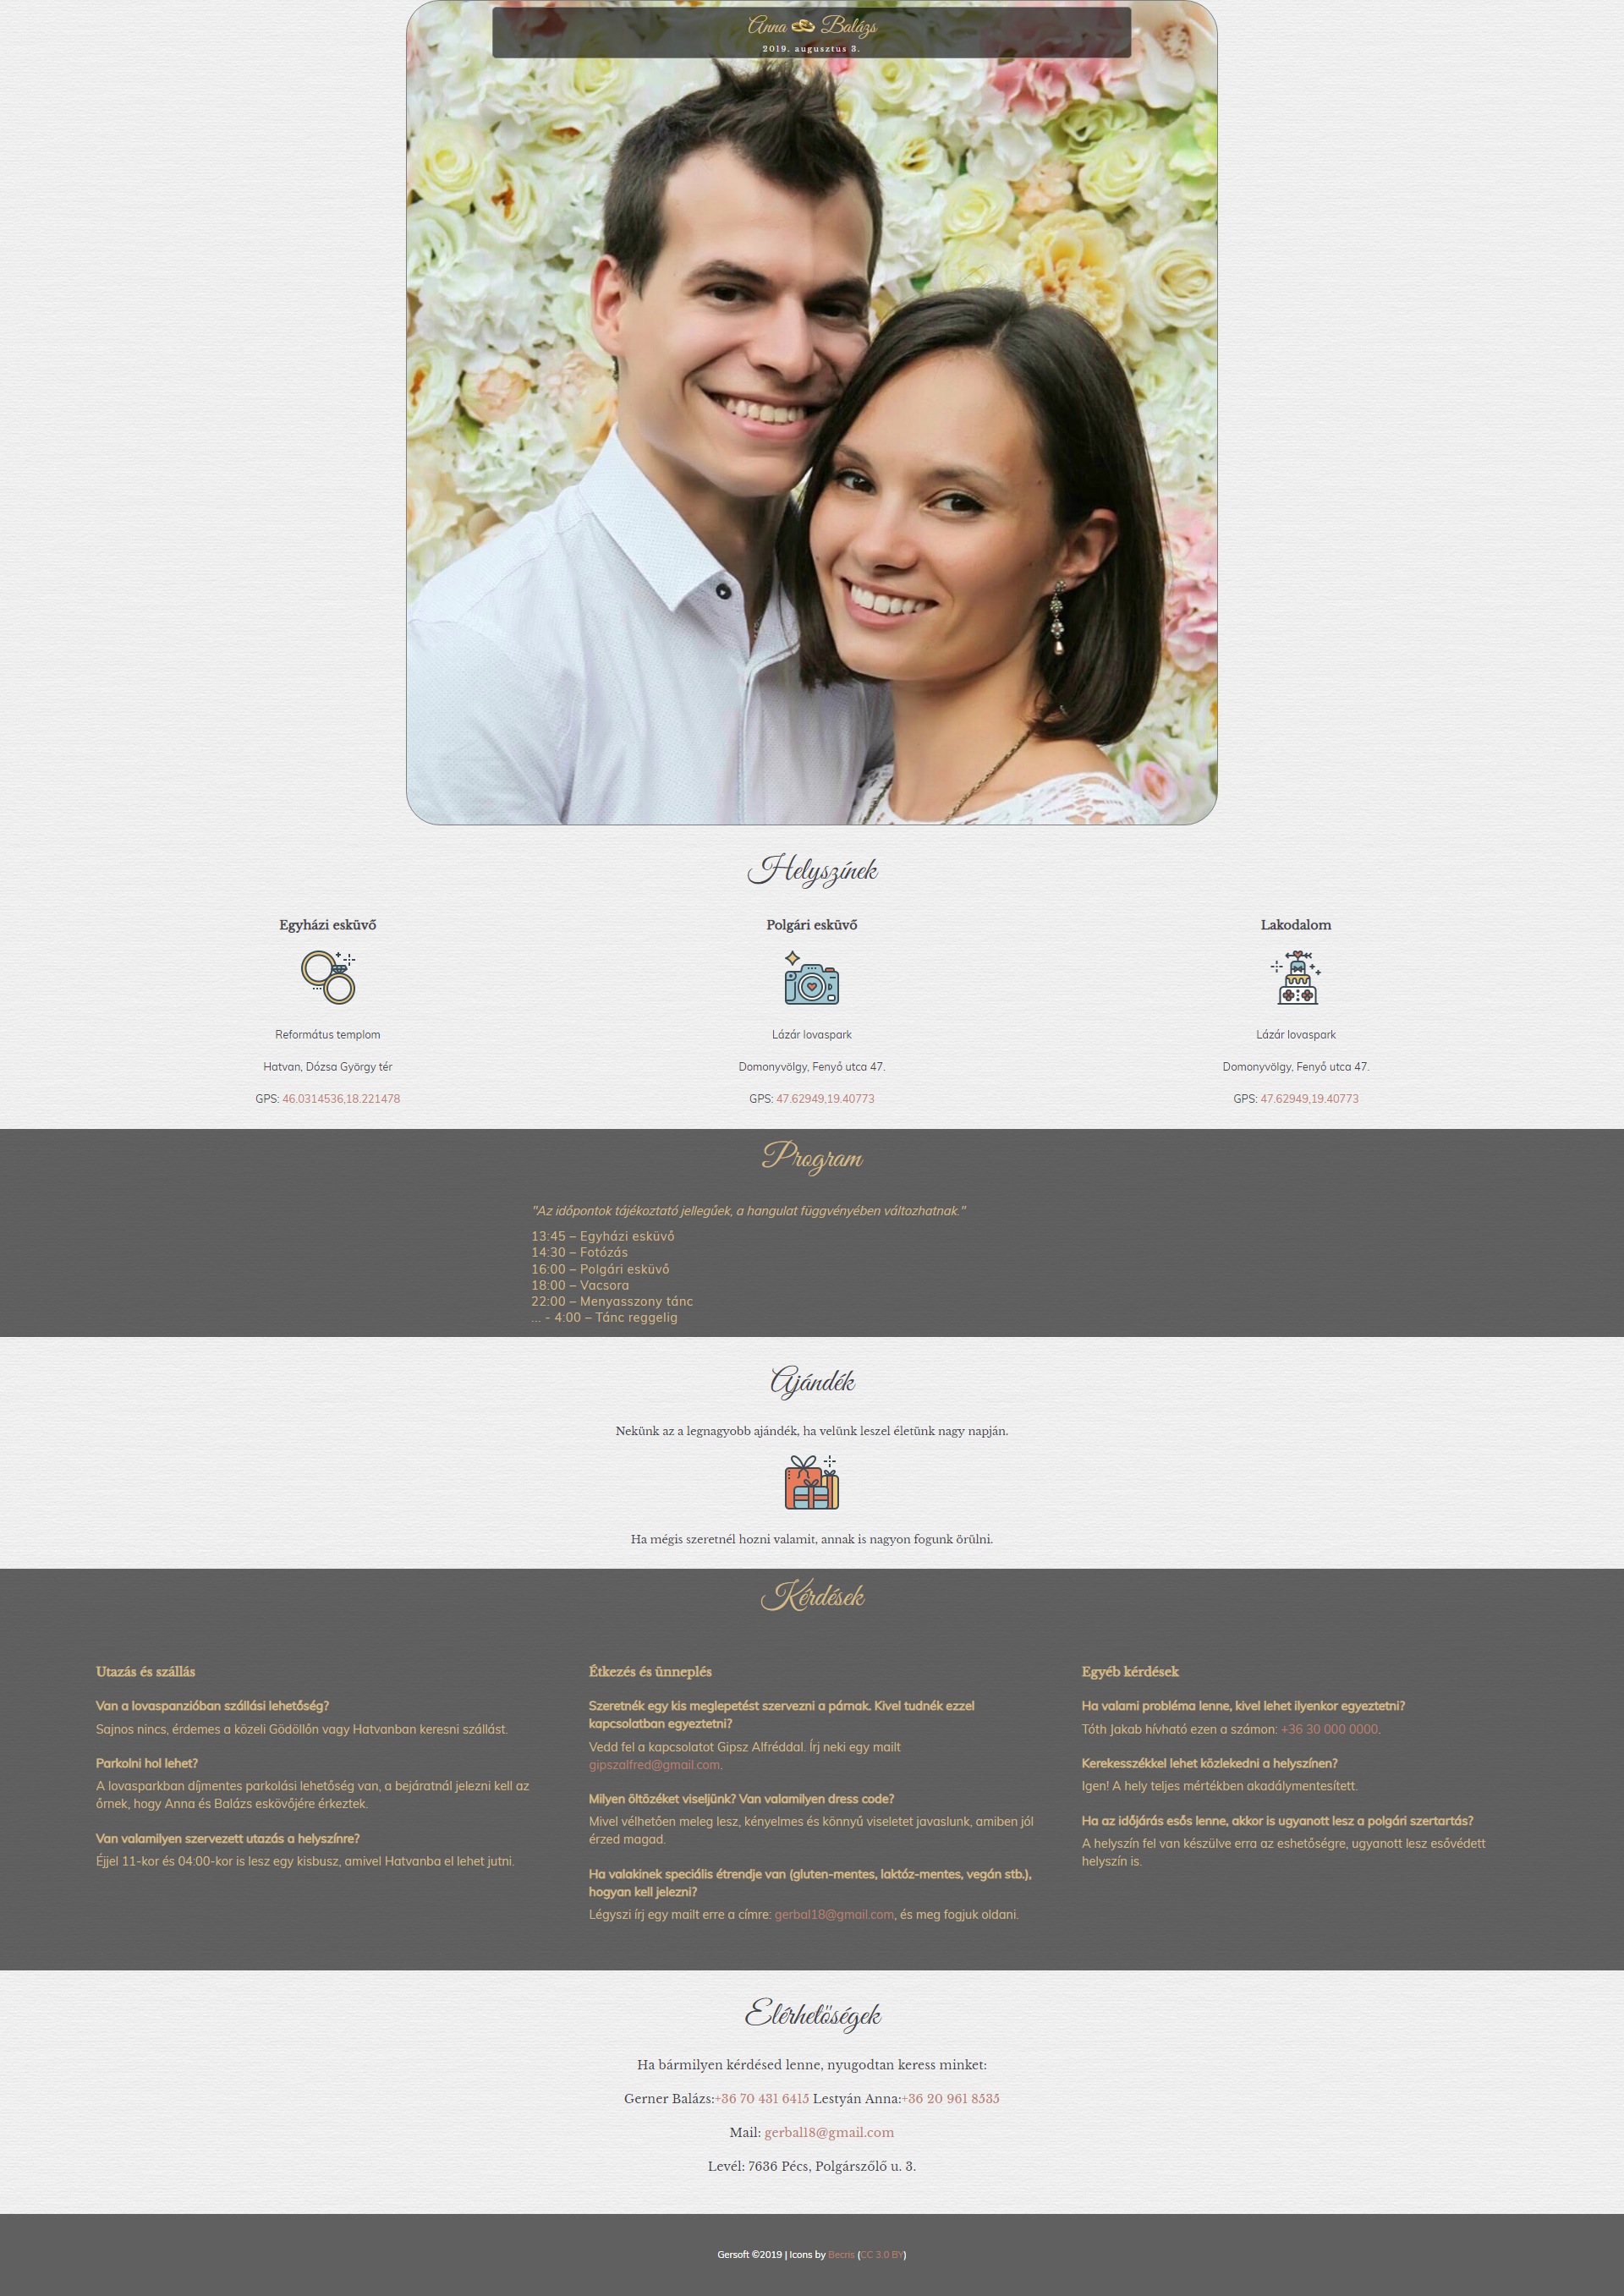 Anna Balázs
2019. augusztus 3.
Helyszínek
Egyházi esküvő
Református templom
Hatvan, Dózsa György tér
GPS: 46.0314536,18.221478
Polgári esküvő
Lázár lovaspark
Domonyvölgy, Fenyő utca 47.
GPS: 47.62949,19.40773
Lakodalom
Lázár lovaspark
Domonyvölgy, Fenyő utca 47.
GPS: 47.62949,19.40773
Program
"Az időpontok tájékoztató jellegűek, a hangulat függvényében változhatnak."
13:45 – Egyházi esküvő
14:30 – Fotózás
16:00 – Polgári esküvő
18:00 – Vacsora
22:00 – Menyasszony tánc
... - 4:00 – Tánc reggelig
Ajándék
Nekünk az a legnagyobb ajándék, ha velünk leszel életünk nagy napján.
Ha mégis szeretnél hozni valamit, annak is nagyon fogunk örülni.
Kérdések
Utazás és szállás
Van a lovaspanzióban szállási lehetőség?
Sajnos nincs, érdemes a közeli Gödöllőn vagy Hatvanban keresni szállást.
Parkolni hol lehet?
A lovasparkban díjmentes parkolási lehetőség van, a bejáratnál jelezni kell az
őrnek, hogy Anna és Balázs eskövőjére érkeztek.
Van valamilyen szervezett utazás a helyszínre?
Éjjel 11-kor és 04:00-kor is lesz egy kisbusz, amivel Hatvanba el lehet jutni.
Étkezés és ünneplés
Szeretnék egy kis meglepetést szervezni a párnak. Kivel tudnék ezzel
kapcsolatban egyeztetni?
Vedd fel a kapcsolatot Gipsz Alfréddal. Írj neki egy mailt
gipszalfred@gmail.com.
Milyen öltözéket viseljünk? Van valamilyen dress code?
Mivel vélhetően meleg lesz, kényelmes és könnyű viseletet javaslunk, amiben jól
érzed magad.
Ha valakinek speciális étrendje van (gluten-mentes, laktóz-mentes, vegán stb.),
hogyan kell jelezni?
Légyszi írj egy mailt erre a címre: gerbal18@gmail.com, és meg fogjuk oldani.
Egyéb kérdések
Ha valami probléma lenne, kivel lehet ilyenkor egyeztetni?
Tóth Jakab hívható ezen a számon: +36 30 000 0000.
Kerekesszékkel lehet közlekedni a helyszínen?
Igen! A hely teljes mértékben akadálymentesített.
Ha az időjárás esős lenne, akkor is ugyanott lesz a polgári szertartás?
A helyszín fel van készülve erra az eshetőségre, ugyanott lesz esővédett
helyszín is.
Elérhetőségek
Ha bármilyen kérdésed lenne, nyugodtan keress minket:
Gerner Balázs:+36 70 431 6415 Lestyán Anna:+36 20 961 8535
Mail: gerbal18@gmail.com
Levél: 7636 Pécs, Polgárszőlő u. 3.
Gersoft ©2019 | Icons by Becris (CC 3.0 BY)